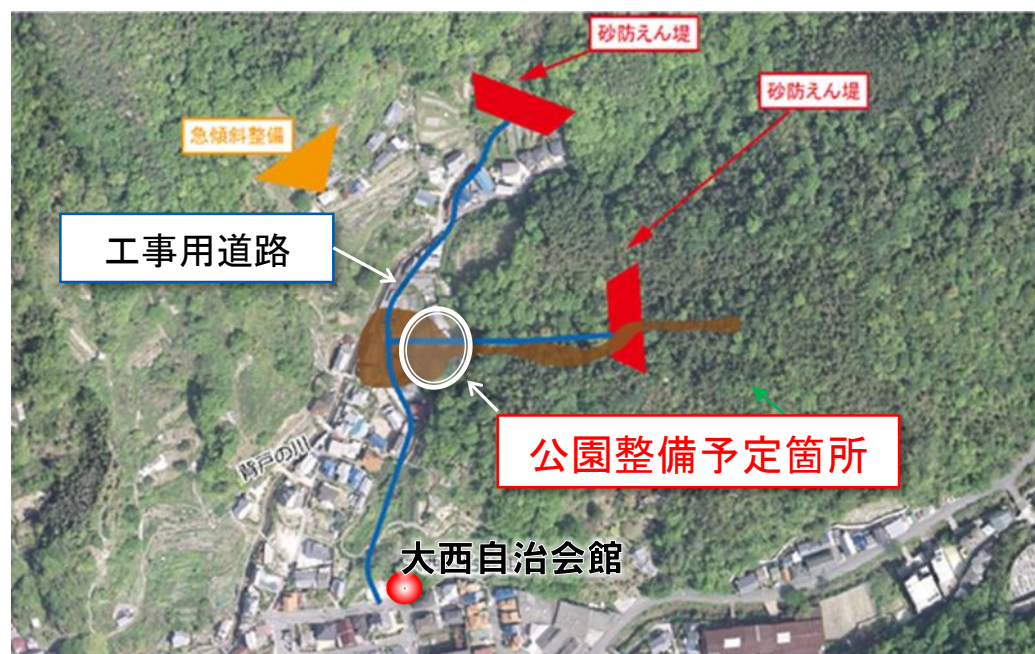 砂防えん堤
砂防えん堤
急傾斜整備
工事用道路
公園整備予定箇所
背戸の川
大西自治会館